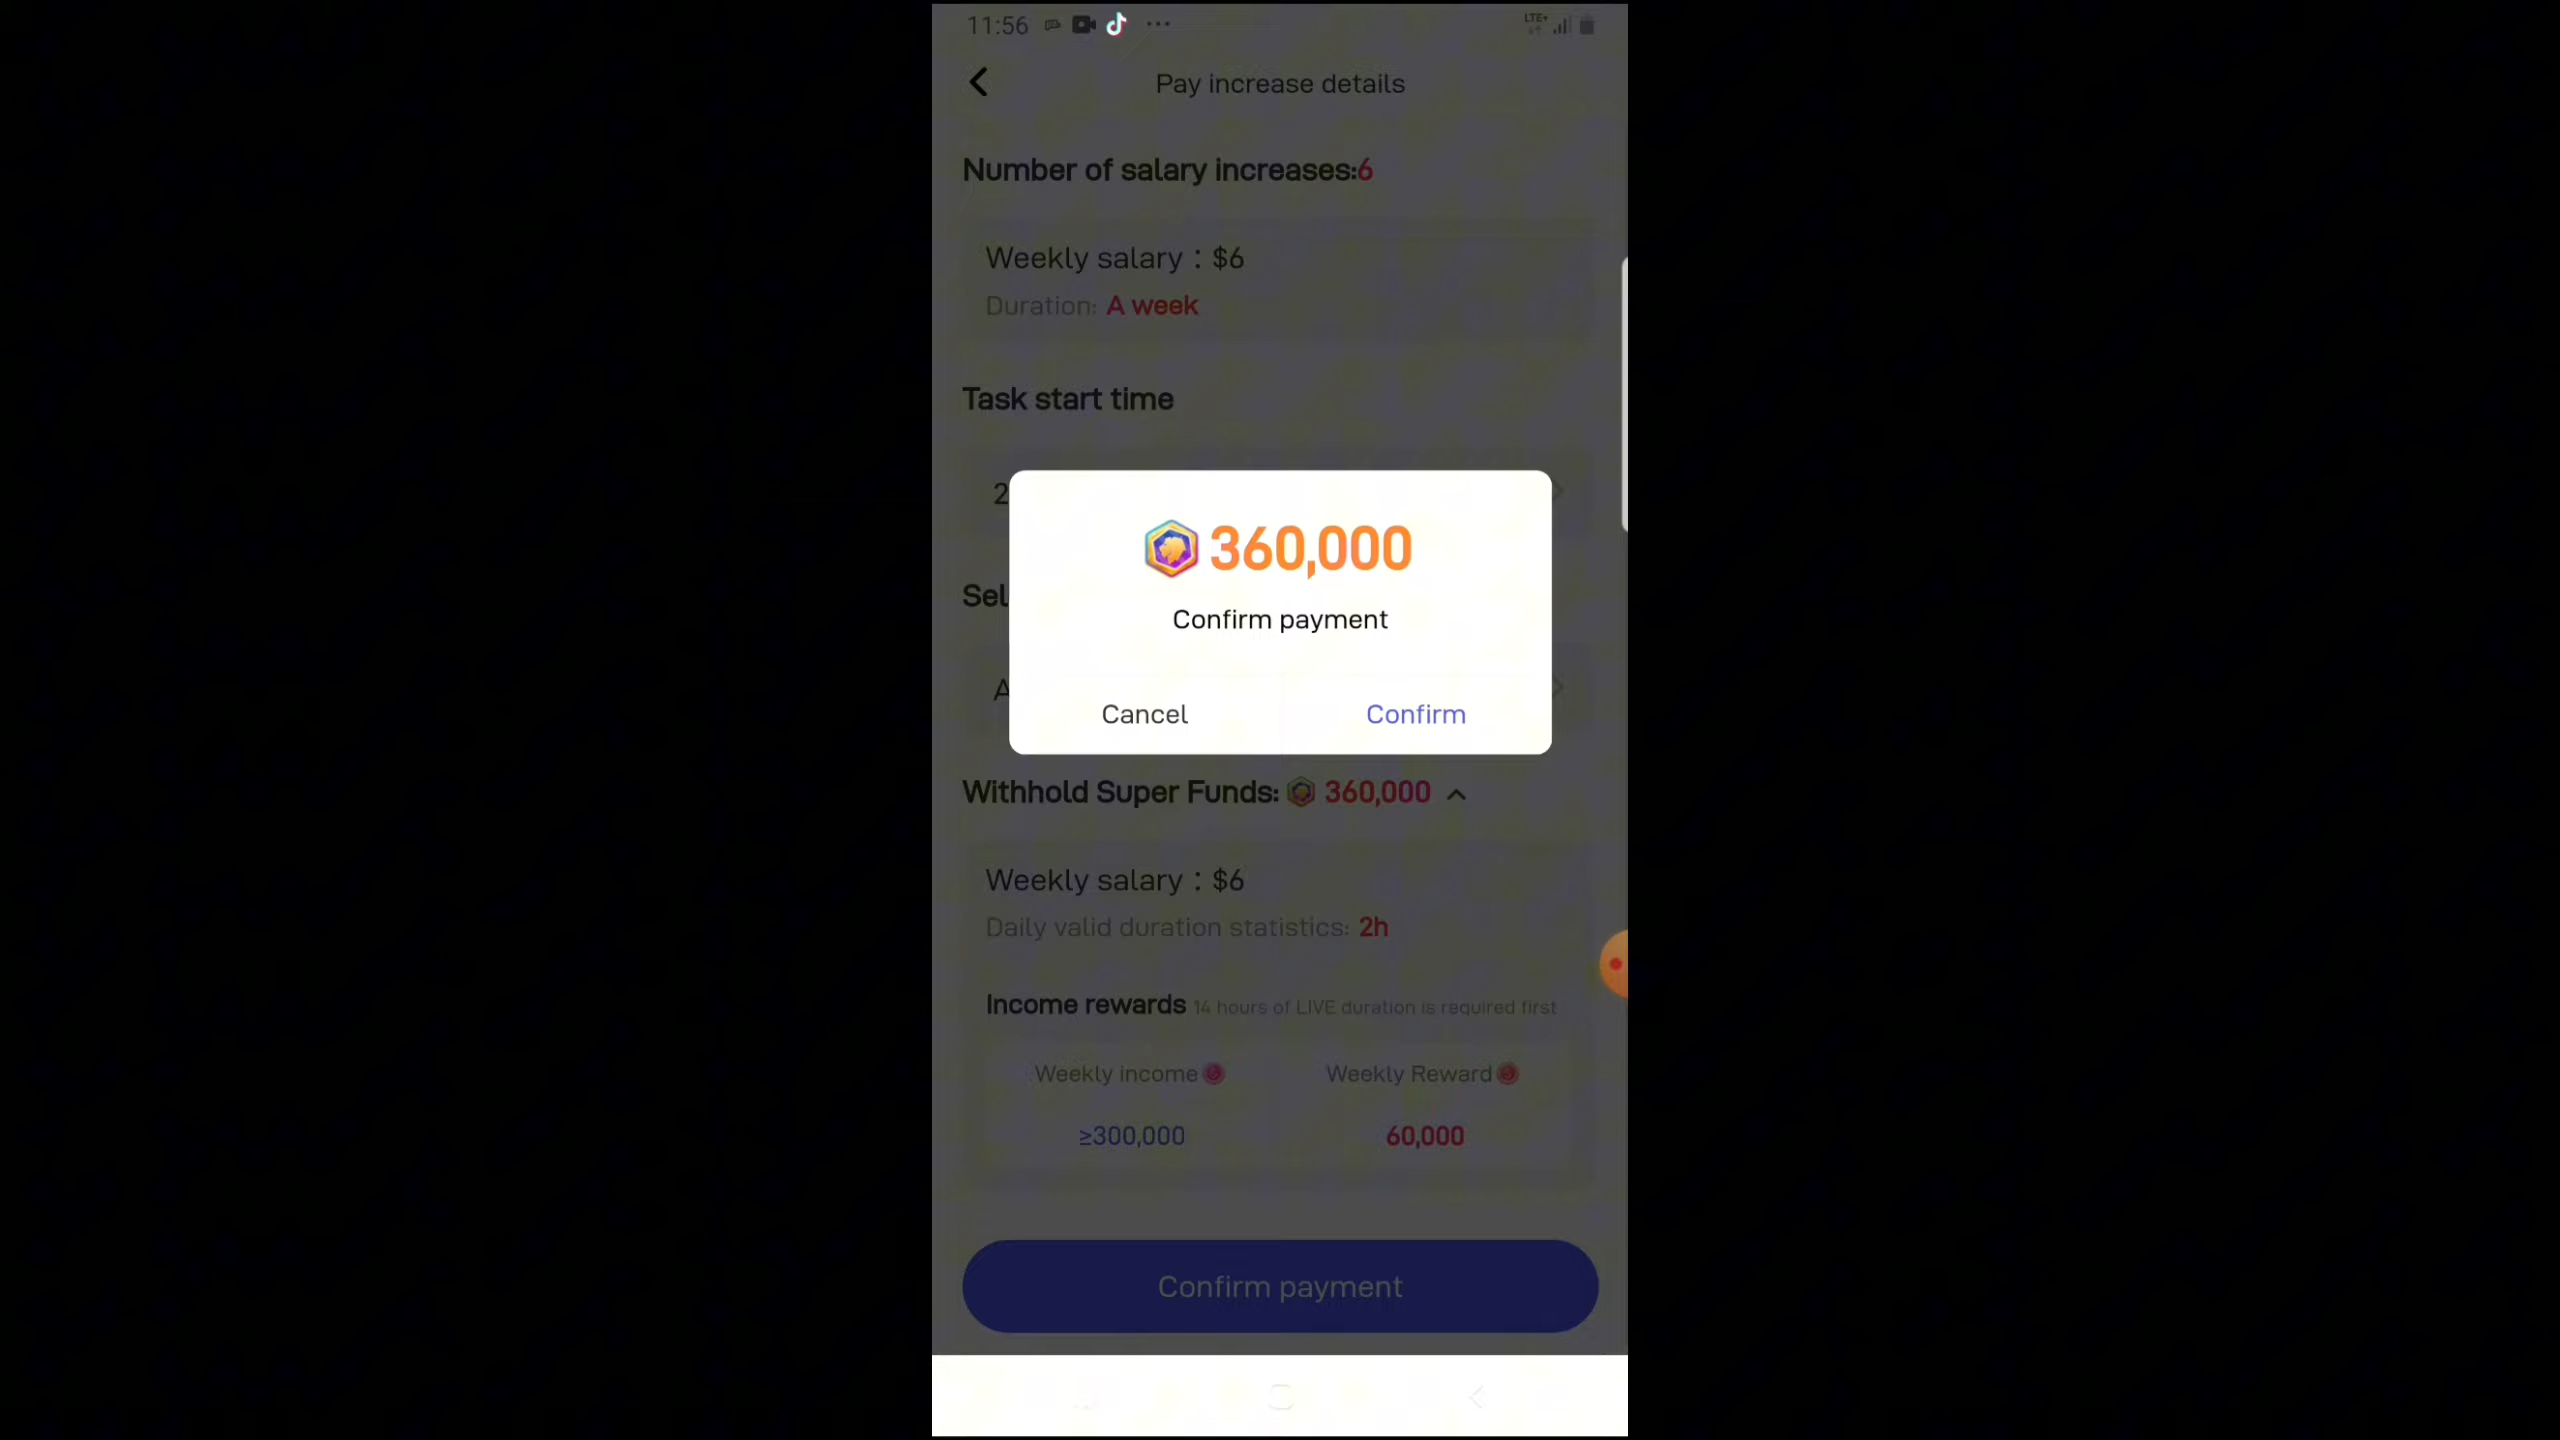 11:56
LTE+
Pay increase details
Number of salary increases:6
Weekly salary：$6
Duration: A week
Task start time
2
360,000
Confirm payment
Sel
A
Cancel Confirm
Withhold Super Funds: 360,000
Weekly salary：$6
Daily valid duration statistics: 2h
Income rewards 14 hours of LIVE duration is required first
Weekly income Weekly Reward
≥300,000 60,000
Confirm payment